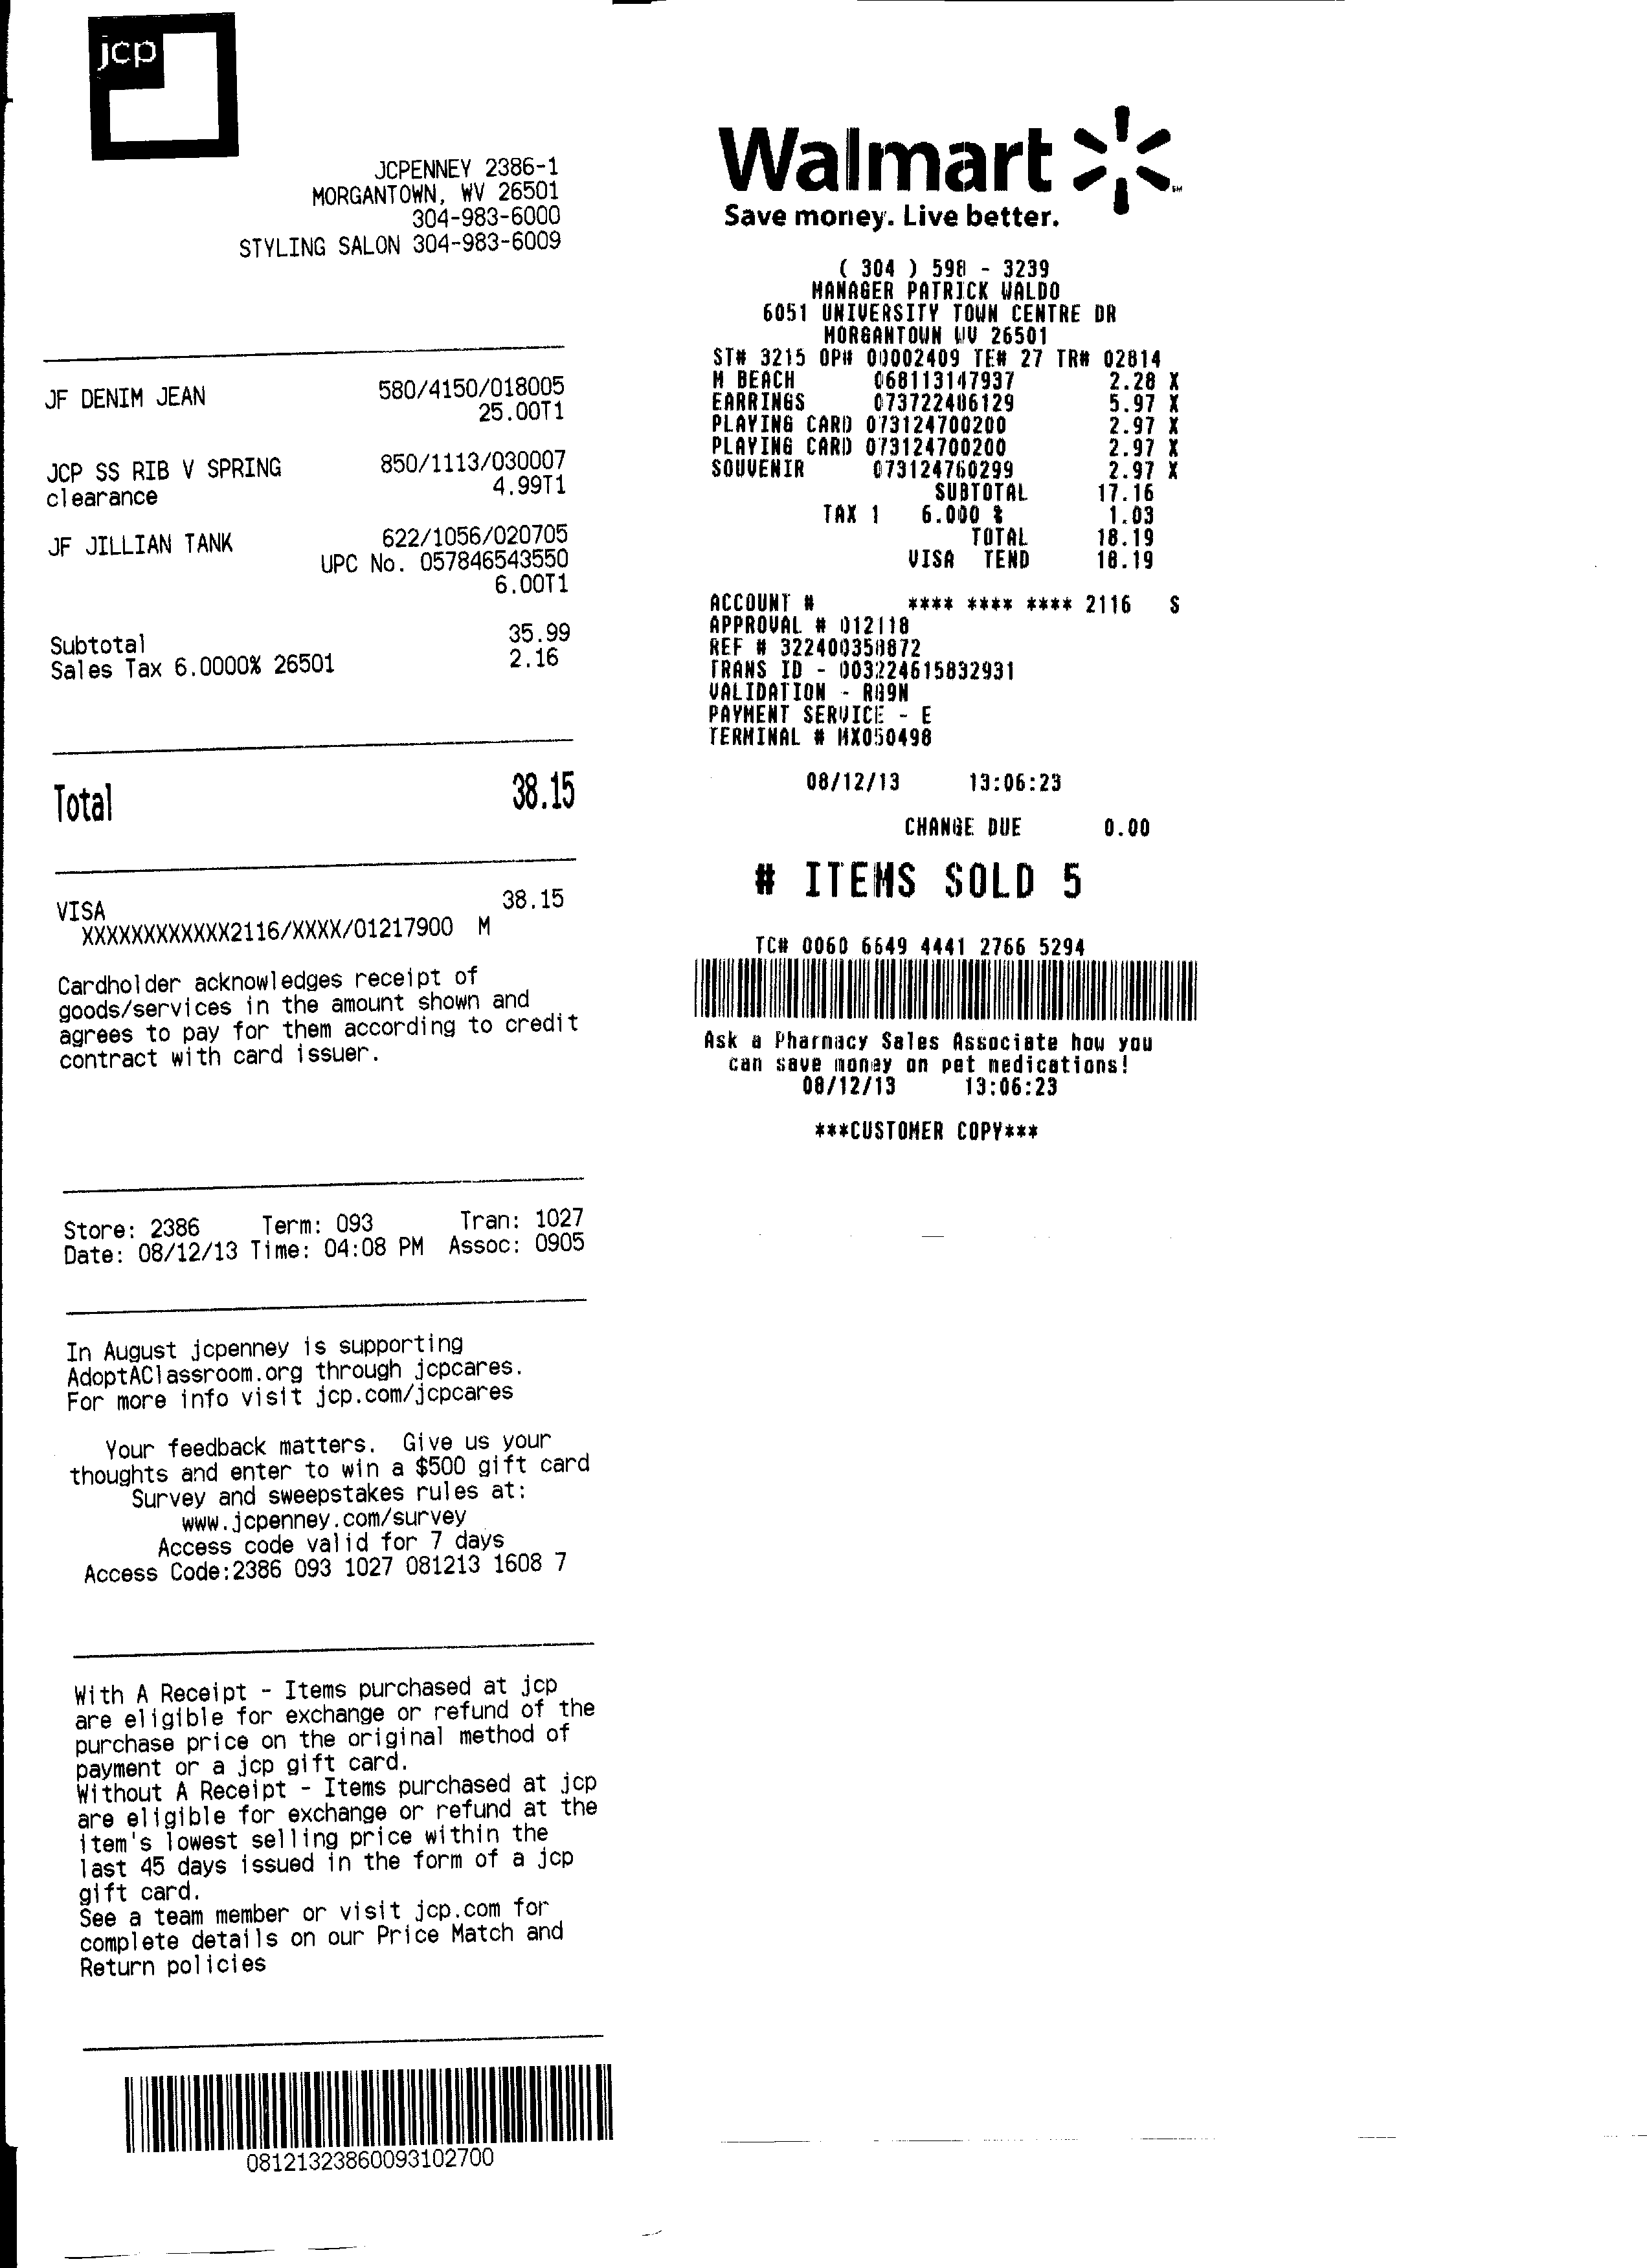 jcp
JCPENNEY 2386-1
MORGANTOWN, WV 26501
304-983-6000
STYLING SALON 304-983-6009
JF DENIM JEAN 580/4150/018005
25.00T1
JCP SS RIB V SPRING 850/1113/030007
clearance 4.99T1
JF JILLIAN TANK 622/1056/020705
UPC No. 057846543550
6.00T1
Subtotal 35.99
Sales Tax 6.0000% 26501 2.16
Total 38.15
VISA 38.15
XXXXXXXXXXXX2116/XXXX/01217900 M
Cardholder acknowledges receipt of
goods/services in the amount shown and
agrees to pay for them according to credit
contract with card issuer.
Store: 2386 Term: 093 Tran: 1027
Date: 08/12/13 Time: 04:08 PM Assoc: 0905
In August jcpenney is supporting
AdoptAClassroom.org through jcpcares.
For more info visit jcp.com/jcpcares
Your feedback matters. Give us your
thoughts and enter to win a $500 gift card
Survey and sweepstakes rules at:
www.jcpenney.com/survey
Access code valid for 7 days
Access Code:2386 093 1027 081213 1608 7
With A Receipt - Items purchased at jcp
are eligible for exchange or refund of the
purchase price on the original method of
payment or a jcp gift card.
Without A Receipt - Items purchased at jcp
are eligible for exchange or refund at the
item's lowest selling price within the
last 45 days issued in the form of a jcp
gift card.
See a team member or visit jcp.com for
complete details on our Price Match and
Return policies
08121323860093102700
Walmart
Save money. Live better.
( 304 ) 598 - 3239
MANAGER PATRICK WALDO
6051 UNIVERSITY TOWN CENTRE DR
MORGANTOWN WV 26501
ST# 3215 OP# 00002409 TE# 27 TR# 02814
M BEACH 068113147937 2.28 X
EARRINGS 073722406129 5.97 X
PLAYING CARD 073124700200 2.97 X
PLAYING CARD 073124700200 2.97 X
SOUVENIR 073124760299 2.97 X
SUBTOTAL 17.16
TAX 1 6.000 % 1.03
TOTAL 18.19
VISA TEND 18.19
ACCOUNT # **** **** **** 2116 S
APPROVAL # 012118
REF # 322400350872
TRANS ID - 003224615832931
VALIDATION - 
PAYMENT SERVICE - E
TERMINAL # MX050498
08/12/13 13:06:23
CHANGE DUE 0.00
# ITEMS SOLD 5
TC# 0060 6649 4441 2766 5294
Ask a Pharmacy Sales Associate how you
can save money on pet medications!
08/12/13 13:06:23
***CUSTOMER COPY***